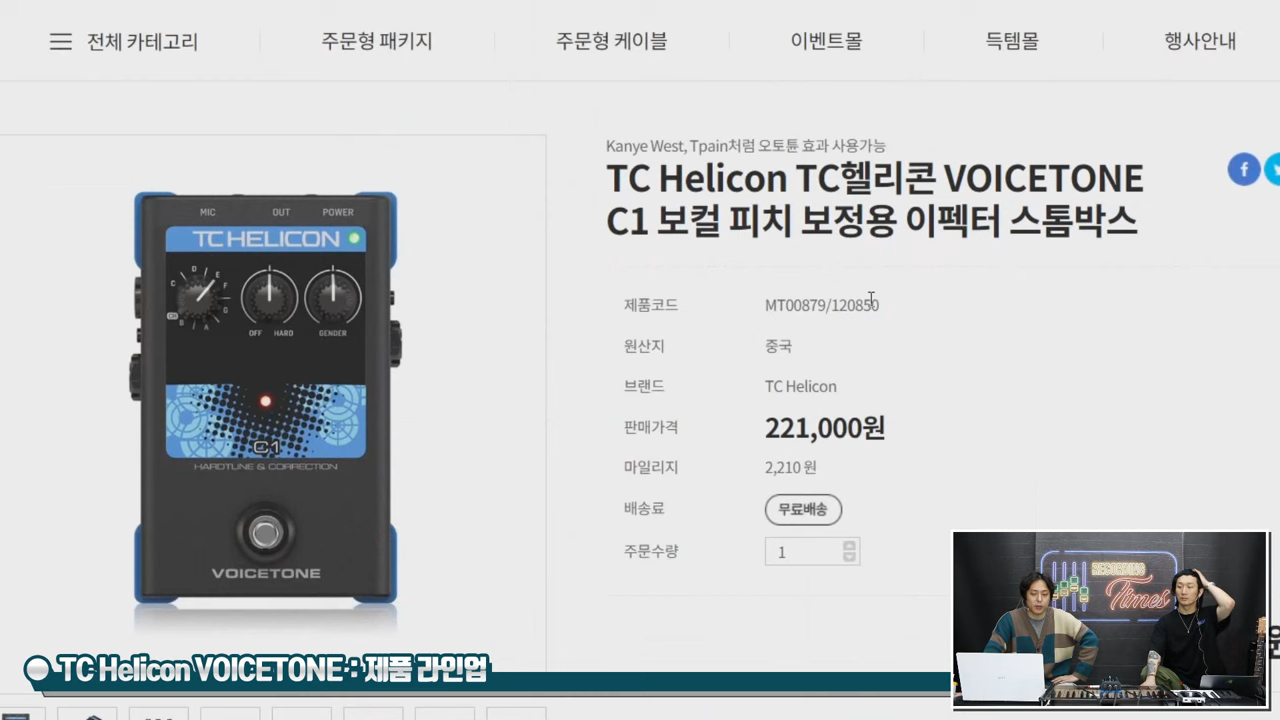 전체 카테고리
주문형 패키지
주문형 케이블
이벤트몰
득템몰
행사안내
Kanye West, Tpain처럼 오토튠 효과 사용가능
TC Helicon TC헬리콘 VOICETONE
C1 보컬 피치 보정용 이펙터 스톰박스
제품코드 MT00879/120850
원산지 중국
브랜드 TC Helicon
판매가격 221,000원
마일리지 2,210 원
배송료 무료배송
주문수량 1
MIC OUT POWER
TC HELICON
C D E F G A B
OFF HARD GENDER
C1
HARDTUNE & CORRECTION
VOICETONE
RECORDING
Times
TC Helicon VOICETONE : 제품 라인업
f
원